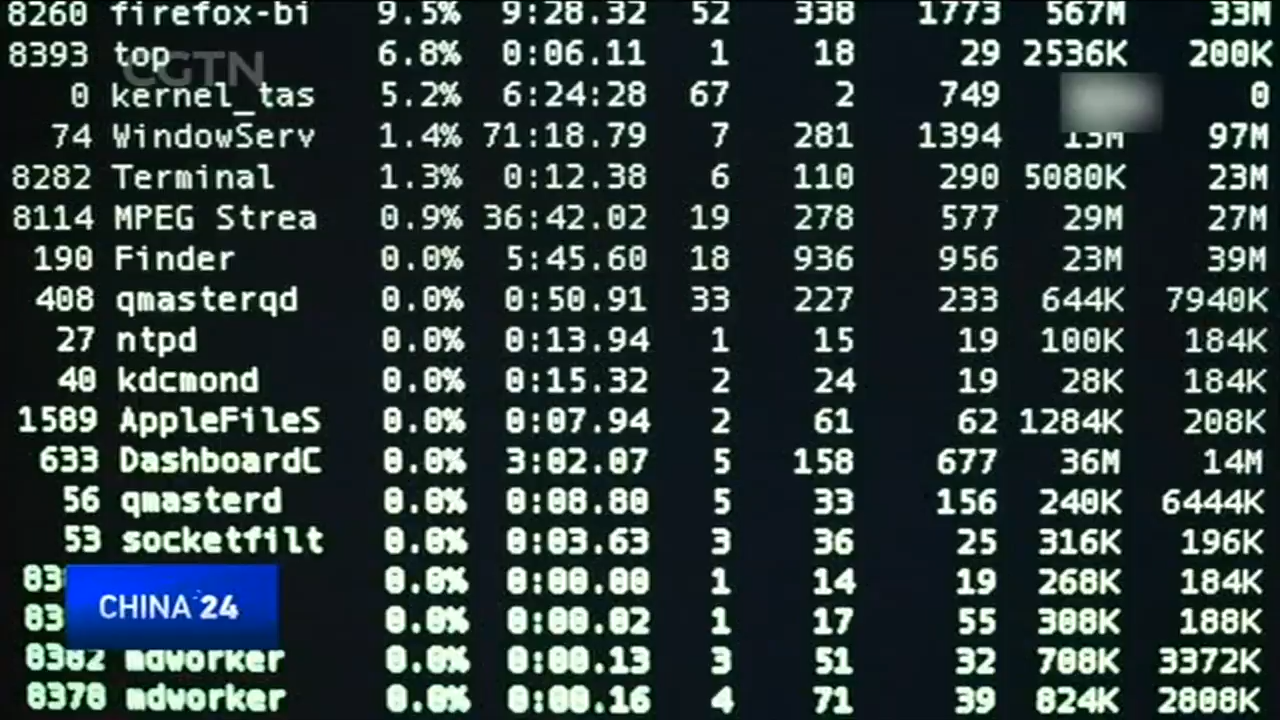 8260 firefox-bi 9.5% 9:28.32 52 338 1773 567M 33M
8393 top 6.8% 0:06.11 1 18 29 2536K 200K
CGTN
0 kernel_tas 5.2% 6:24:28 67 2 749 0
74 WindowServ 1.4% 71:18.79 7 281 1394 13M 97M
8282 Terminal 1.3% 0:12.38 6 110 290 5080K 23M
8114 MPEG Strea 0.9% 36:42.02 19 278 577 29M 27M
190 Finder 0.0% 5:45.60 18 936 956 23M 39M
408 qmasterqd 0.0% 0:50.91 33 227 233 644K 7940K
27 ntpd 0.0% 0:13.94 1 15 19 100K 184K
40 kdcmond 0.0% 0:15.32 2 24 19 28K 184K
1589 AppleFileS 0.0% 0:07.94 2 61 62 1284K 208K
633 DashboardC 0.0% 3:02.07 5 158 677 36M 14M
56 qmasterd 0.0% 0:08.80 5 33 156 240K 6444K
53 socketfilt 0.0% 0:03.63 3 36 25 316K 196K
0.0% 0:00.00 1 14 19 268K 184K
CHINA 24
0.0% 0:00.02 1 17 55 308K 188K
8382 mdworker 0.0% 0:00.13 3 51 32 788K 3372K
8378 mdworker 0.0% 0:00.16 4 71 39 824K 2808K